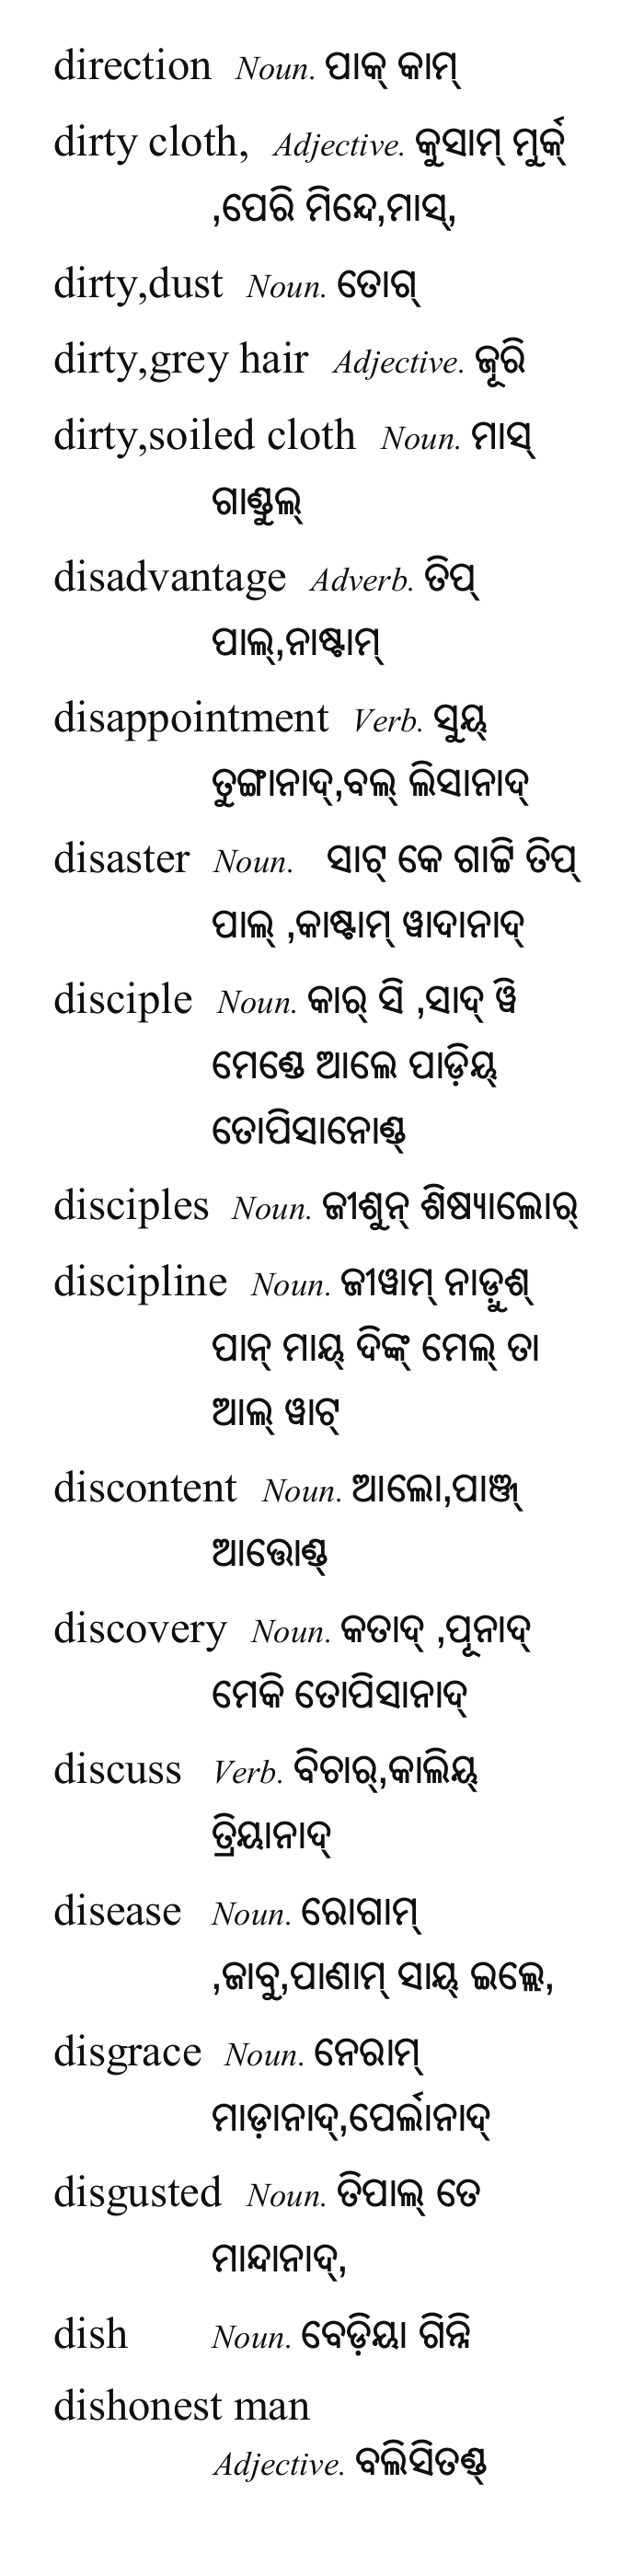 direction Noun. ପାକ୍ କାମ୍
dirty cloth, Adjective. କୁସାମ୍ ମୁର୍କ୍
,ପେରି ମିନ୍ଦେ,ମାସ୍,
dirty,dust Noun. ତୋଗ୍
dirty,grey hair Adjective. ଜୂରି
dirty,soiled cloth Noun. ମାସ୍
ଗାଣ୍ଡୁଲ୍
disadvantage Adverb. ତିପ୍
ପାଲ୍,ନାଷ୍ଟାମ୍
disappointment Verb. ସୁୟ୍
ତୁଙ୍ଗାନାଦ୍,ବଲ୍ ଲିସାନାଦ୍
disaster Noun. ସାଟ୍ କେ ଗାଟ୍ଟି ତିପ୍
ପାଲ୍ ,କାଷ୍ଟାମ୍ ୱାଦାନାଦ୍
disciple Noun. କାର୍ ସି ,ସାଦ୍ ୱି
ମେଣ୍ଡେ ଆଲେ ପାଡ଼ିୟ୍
ତୋପିସାନୋଣ୍ଡ୍
disciples Noun. ଜୀଶୁନ୍ ଶିଷ୍ୟାଲୋର୍
discipline Noun. ଜୀୱାମ୍ ନାଡ଼ୁଶ୍
ପାନ୍ ମାୟ୍ ଦିଙ୍କ୍ ମେଲ୍ ତା
ଆଲ୍ ୱାଟ୍
discontent Noun. ଆଲୋ,ପାଞ୍ଜ୍
ଆତ୍ତୋଣ୍ଡ୍
discovery Noun. କତାଦ୍ ,ପୂନାଦ୍
ମେକି ତୋପିସାନାଦ୍
discuss Verb. ବିଚାର୍,କାଲିୟ୍
ତ୍ରିୟାନାଦ୍
disease Noun. ରୋଗାମ୍
,ଜାବୁ,ପାଣାମ୍ ସାୟ୍ ଇଲ୍ଲେ,
disgrace Noun. ନେରାମ୍
ମାଡ଼ାନାଦ୍,ପେର୍ଲାନାଦ୍
disgusted Noun. ତିପାଲ୍ ତେ
ମାନ୍ଦାନାଦ୍,
dish Noun. ବେଡ଼ିୟା ଗିନ୍ନି
dishonest man
Adjective. ବଲିସିତଣ୍ଡ୍